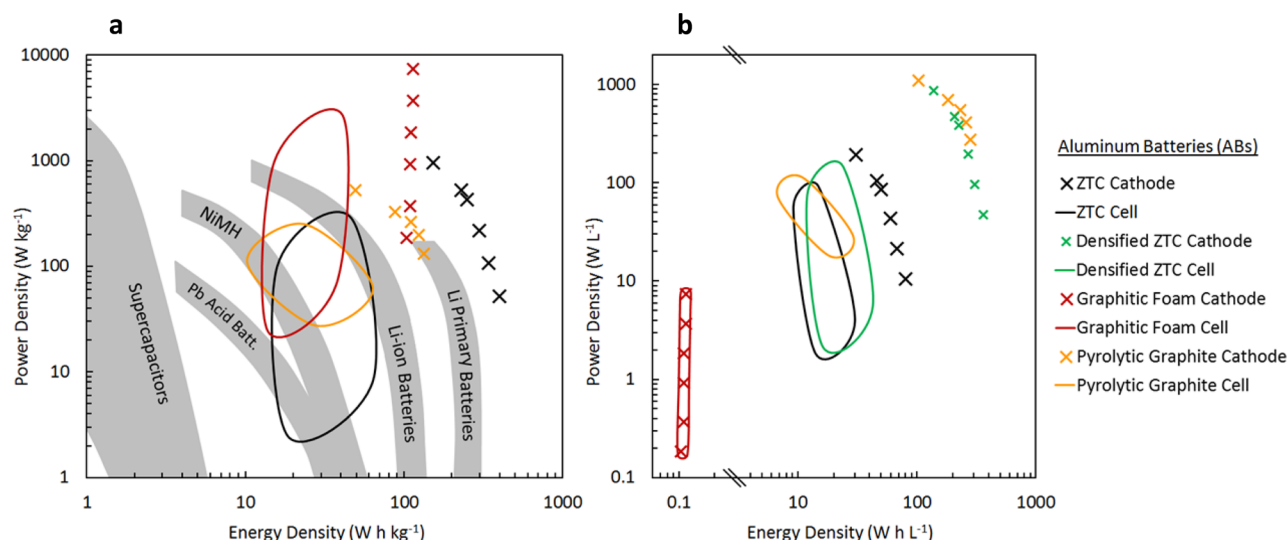 a
10000
1000
100
10
1
1
10
100
1000
Power Density (W kg⁻¹)
Energy Density (W h kg⁻¹)
Supercapacitors
Pb Acid Batt.
NiMH
Li-ion Batteries
Li Primary Batteries
b
1000
100
10
1
0.1
0.1
10
100
1000
Power Density (W L⁻¹)
Energy Density (W h L⁻¹)
Aluminum Batteries (ABs)
ZTC Cathode
ZTC Cell
Densified ZTC Cathode
Densified ZTC Cell
Graphitic Foam Cathode
Graphitic Foam Cell
Pyrolytic Graphite Cathode
Pyrolytic Graphite Cell